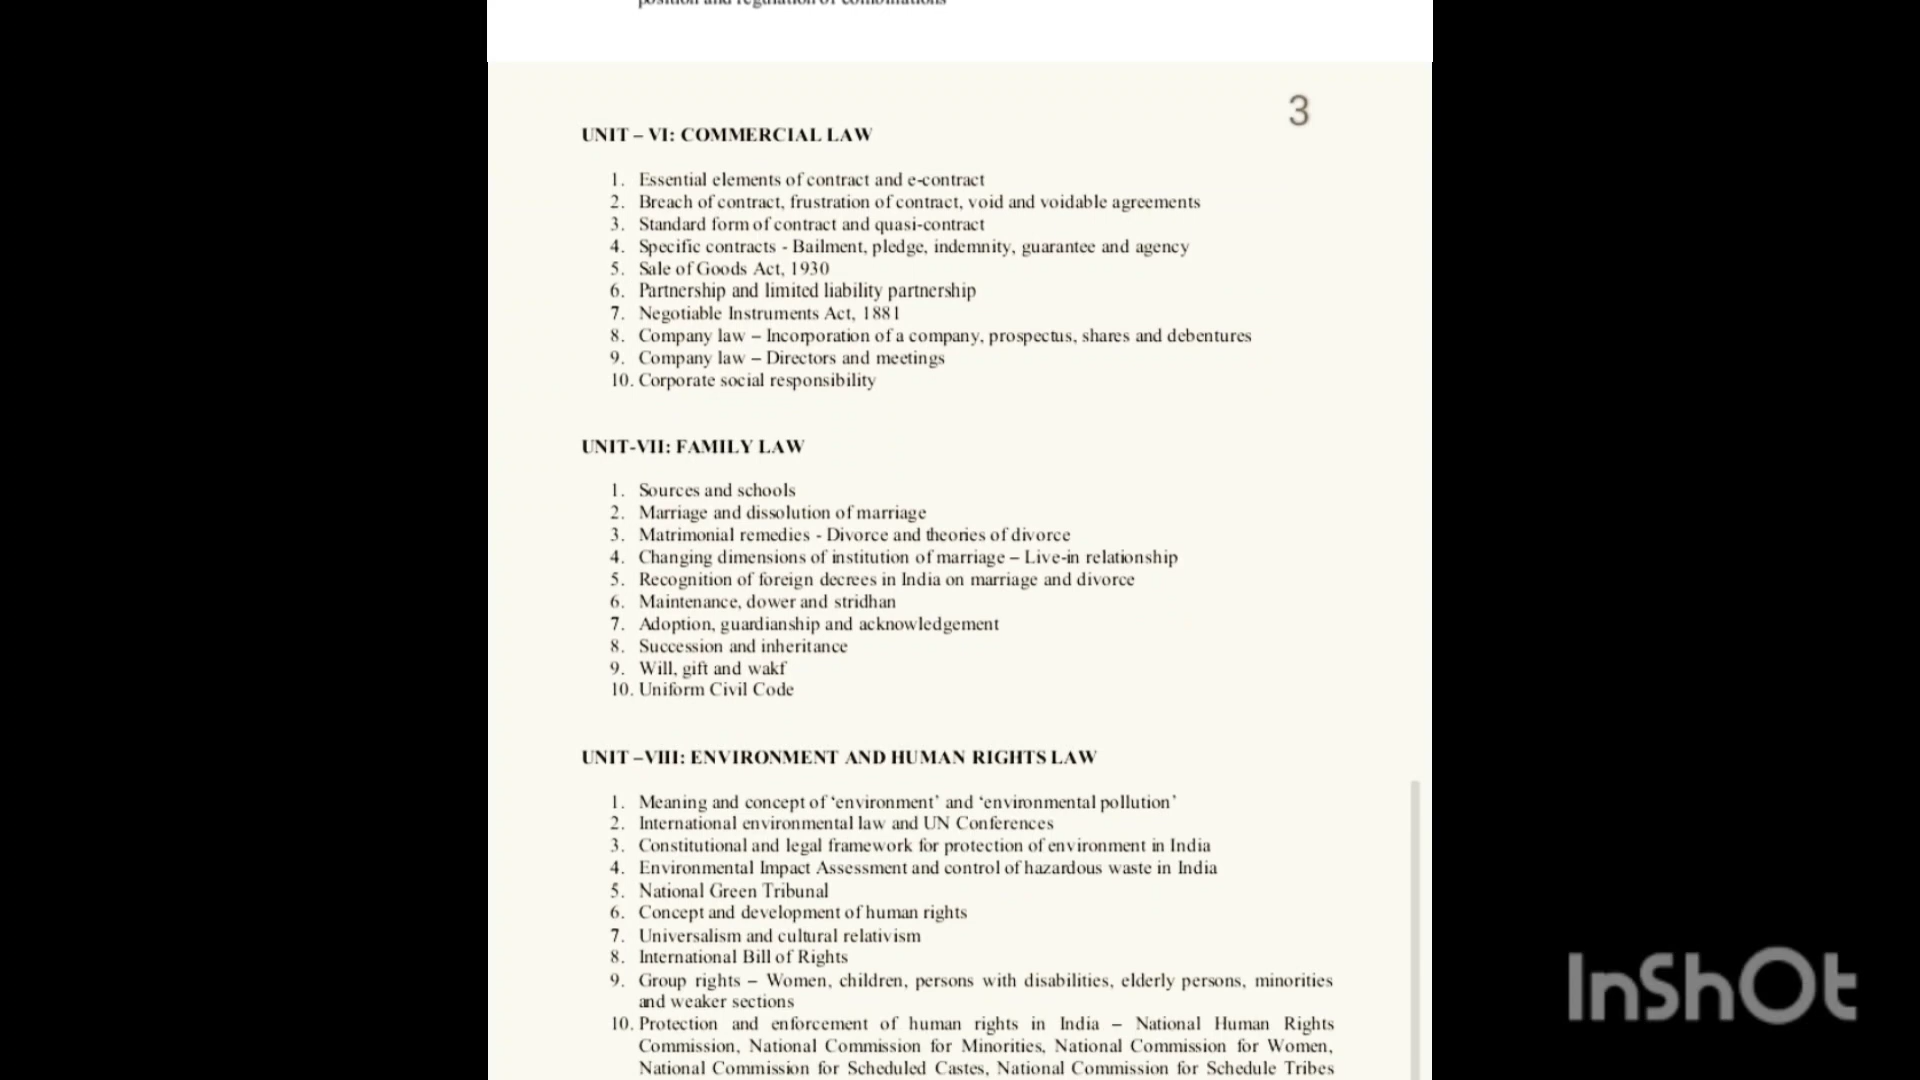 position and regulation of combinations
3
UNIT – VI: COMMERCIAL LAW
1. Essential elements of contract and e-contract
2. Breach of contract, frustration of contract, void and voidable agreements
3. Standard form of contract and quasi-contract
4. Specific contracts - Bailment, pledge, indemnity, guarantee and agency
5. Sale of Goods Act, 1930
6. Partnership and limited liability partnership
7. Negotiable Instruments Act, 1881
8. Company law – Incorporation of a company, prospectus, shares and debentures
9. Company law – Directors and meetings
10. Corporate social responsibility
UNIT-VII: FAMILY LAW
1. Sources and schools
2. Marriage and dissolution of marriage
3. Matrimonial remedies - Divorce and theories of divorce
4. Changing dimensions of institution of marriage – Live-in relationship
5. Recognition of foreign decrees in India on marriage and divorce
6. Maintenance, dower and stridhan
7. Adoption, guardianship and acknowledgement
8. Succession and inheritance
9. Will, gift and wakf
10. Uniform Civil Code
UNIT –VIII: ENVIRONMENT AND HUMAN RIGHTS LAW
1. Meaning and concept of ‘environment’ and ‘environmental pollution’
2. International environmental law and UN Conferences
3. Constitutional and legal framework for protection of environment in India
4. Environmental Impact Assessment and control of hazardous waste in India
5. National Green Tribunal
6. Concept and development of human rights
7. Universalism and cultural relativism
8. International Bill of Rights
9. Group rights – Women, children, persons with disabilities, elderly persons, minorities
and weaker sections
10. Protection and enforcement of human rights in India – National Human Rights
Commission, National Commission for Minorities, National Commission for Women,
National Commission for Scheduled Castes, National Commission for Schedule Tribes
InShOt